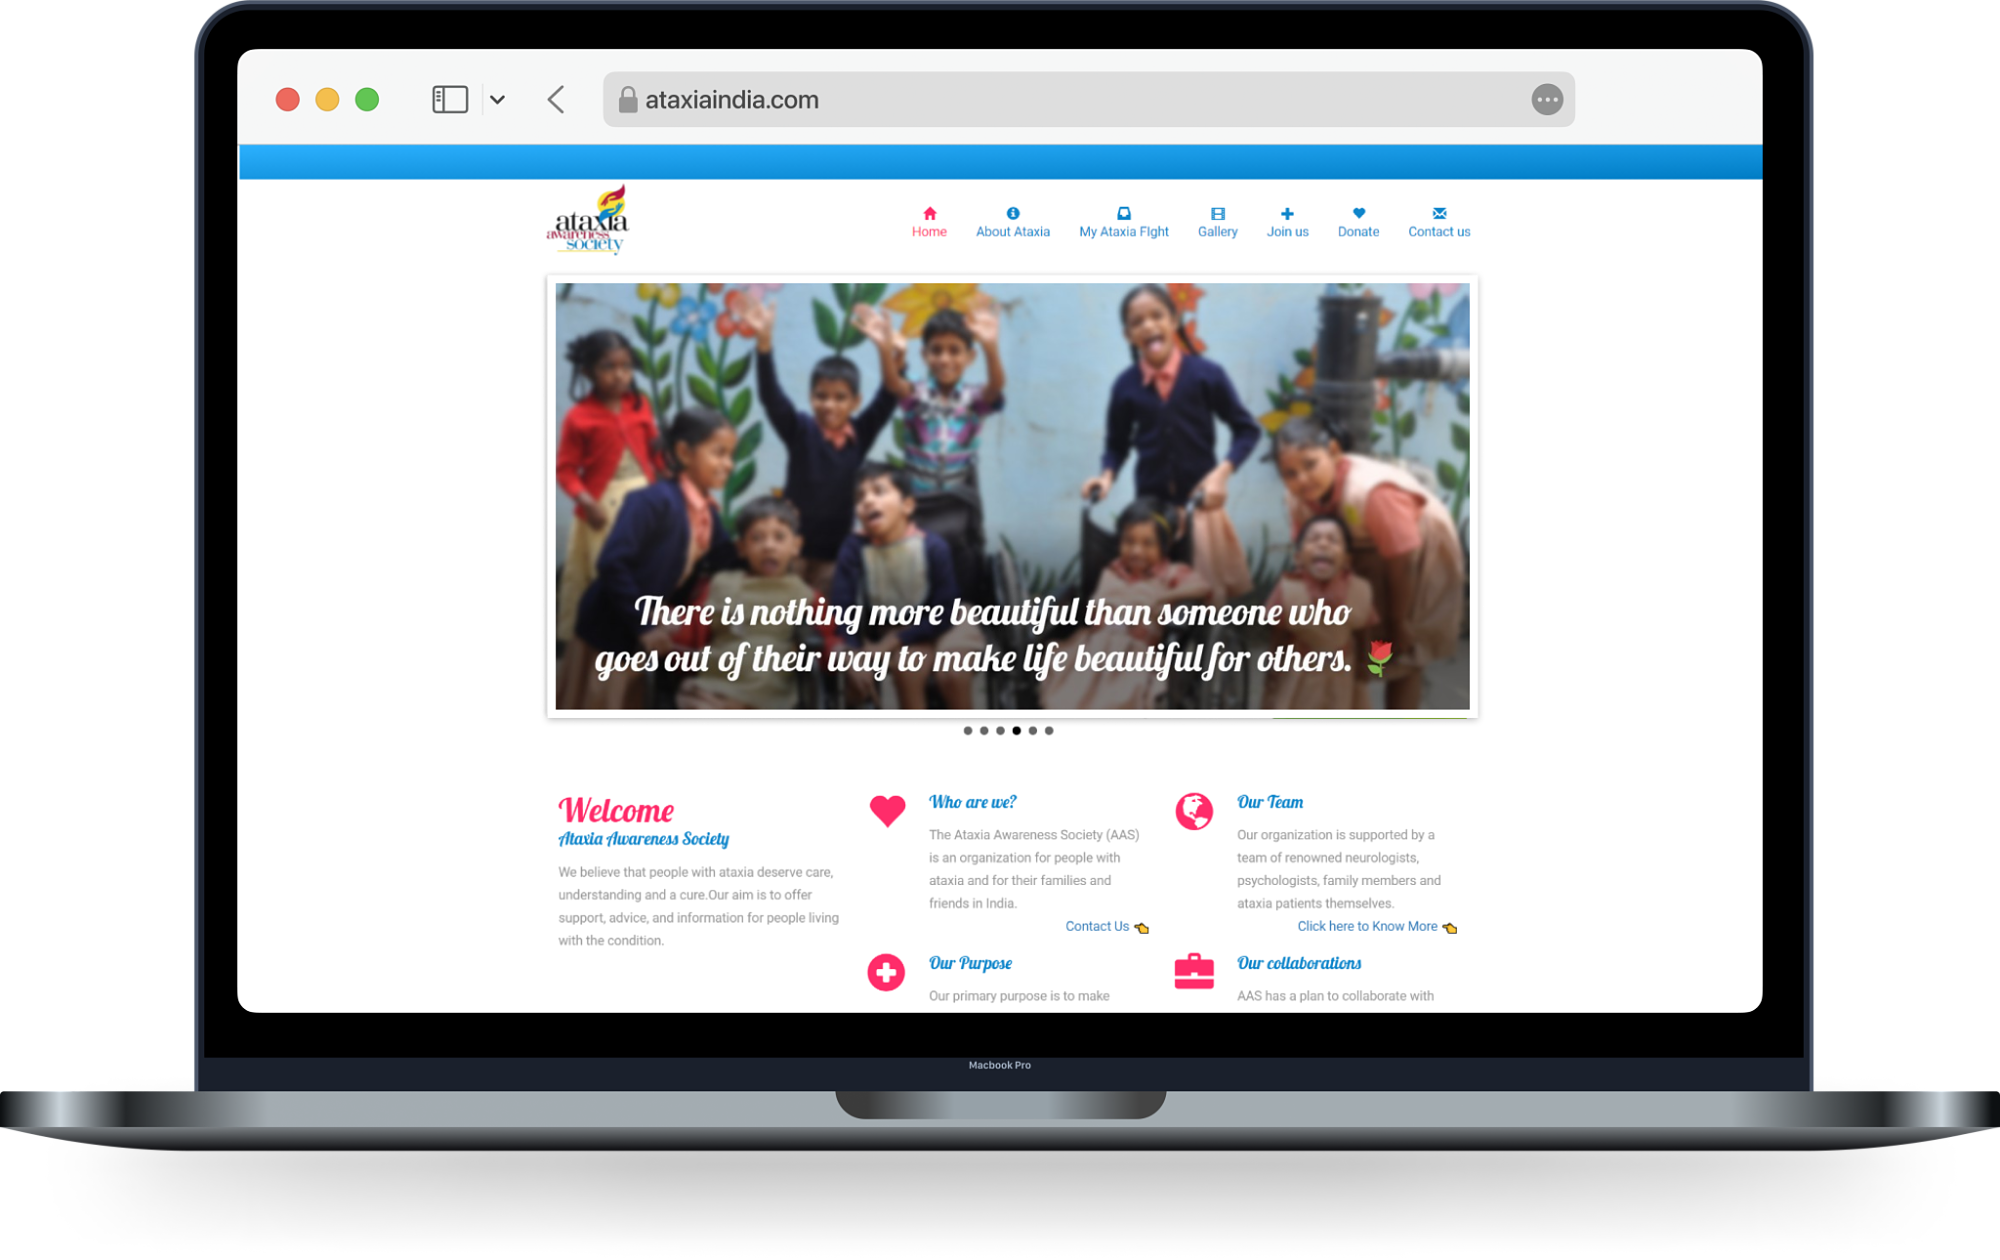 ataxiaindia.com
ataxia
awareness
society
Home
About Ataxia
My Ataxia FIght
Gallery
Join us
Donate
Contact us
There is nothing more beautiful than someone who
goes out of their way to make life beautiful for others.
Welcome
Ataxia Awareness Society
We believe that people with ataxia deserve care,
understanding and a cure.Our aim is to offer
support, advice, and information for people living
with the condition.
Who are we?
The Ataxia Awareness Society (AAS)
is an organization for people with
ataxia and for their families and
friends in India.
Contact Us
Our Team
Our organization is supported by a
team of renowned neurologists,
psychologists, family members and
ataxia patients themselves.
Click here to Know More
Our Purpose
Our primary purpose is to make
Our collaborations
AAS has a plan to collaborate with
Macbook Pro